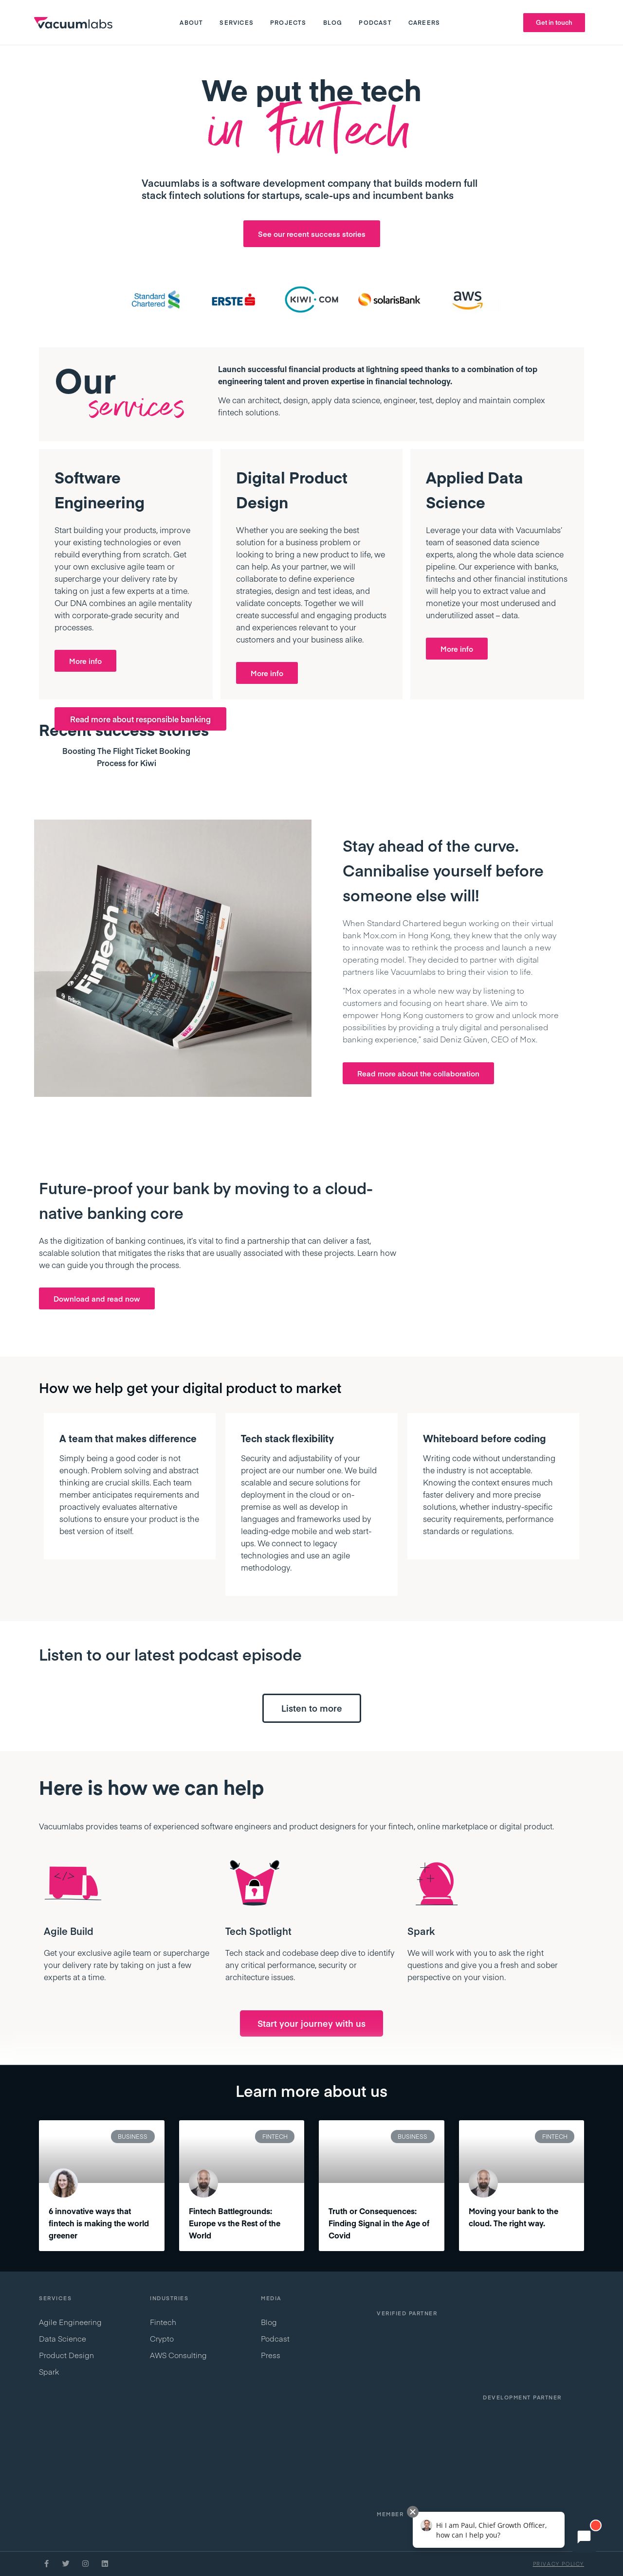 vacuumlabs
ABOUT
SERVICES
PROJECTS
BLOG
PODCAST
CAREERS
Get in touch
We put the tech
in FinTech
Vacuumlabs is a software development company that builds modern full
stack fintech solutions for startups, scale-ups and incumbent banks
See our recent success stories
Standard
Chartered
ERSTE
KIWI.COM
solarisBank
aws
Our
services
Launch successful financial products at lightning speed thanks to a combination of top
engineering talent and proven expertise in financial technology.
We can architect, design, apply data science, engineer, test, deploy and maintain complex
fintech solutions.
Software
Engineering
Start building your products, improve
your existing technologies or even
rebuild everything from scratch. Get
your own exclusive agile team or
supercharge your delivery rate by
taking on just a few experts at a time.
Our DNA combines an agile mentality
with corporate-grade security and
processes.
More info
Digital Product
Design
Whether you are seeking the best
solution for a business problem or
looking to bring a new product to life, we
can help. As your partner, we will
collaborate to define experience
strategies, design and test ideas, and
validate concepts. Together we will
create successful and engaging products
and experiences relevant to your
customers and your business alike.
More info
Applied Data
Science
Leverage your data with Vacuumlabs'
team of seasoned data science
experts, along the whole data science
pipeline. Our experience with banks,
fintechs and other financial institutions
will help you to extract value and
monetize your most underused and
underutilized asset – data.
More info
Read more about responsible banking
Recent success stories
Boosting The Flight Ticket Booking
Process for Kiwi
FinTech
Stay ahead of the curve.
Cannibalise yourself before
someone else will!
When Standard Chartered begun working on their virtual
bank Mox.com in Hong Kong, they knew that the only way
to innovate was to rethink the process and launch a new
operating model. They decided to partner with digital
partners like Vacuumlabs to bring their vision to life.
"Mox operates in a whole new way by listening to
customers and focusing on heart share. We aim to
empower Hong Kong customers to grow and unlock more
possibilities by providing a truly digital and personalised
banking experience," said Deniz Güven, CEO of Mox.
Read more about the collaboration
Future-proof your bank by moving to a cloud-
native banking core
As the digitization of banking continues, it's vital to find a partnership that can deliver a fast,
scalable solution that mitigates the risks that are usually associated with these projects. Learn how
we can guide you through the process.
Download and read now
How we help get your digital product to market
A team that makes difference
Simply being a good coder is not
enough. Problem solving and abstract
thinking are crucial skills. Each team
member anticipates requirements and
proactively evaluates alternative
solutions to ensure your product is the
best version of itself.
Tech stack flexibility
Security and adjustability of your
project are our number one. We build
scalable and secure solutions for
deployment in the cloud or on-
premise as well as develop in
languages and frameworks used by
leading-edge mobile and web start-
ups. We connect to legacy
technologies and use an agile
methodology.
Whiteboard before coding
Writing code without understanding
the industry is not acceptable.
Knowing the context ensures much
faster delivery and more precise
solutions, whether industry-specific
security requirements, performance
standards or regulations.
Listen to our latest podcast episode
Listen to more
Here is how we can help
Vacuumlabs provides teams of experienced software engineers and product designers for your fintech, online marketplace or digital product.
Agile Build
Get your exclusive agile team or supercharge
your delivery rate by taking on just a few
experts at a time.
Tech Spotlight
Tech stack and codebase deep dive to identify
any critical performance, security or
architecture issues.
Spark
We will work with you to ask the right
questions and give you a fresh and sober
perspective on your vision.
Start your journey with us
Learn more about us
BUSINESS
6 innovative ways that
fintech is making the world
greener
FINTECH
Fintech Battlegrounds:
Europe vs the Rest of the
World
BUSINESS
Truth or Consequences:
Finding Signal in the Age of
Covid
FINTECH
Moving your bank to the
cloud. The right way.
SERVICES
Agile Engineering
Data Science
Product Design
Spark
INDUSTRIES
Fintech
Crypto
AWS Consulting
MEDIA
Blog
Podcast
Press
VERIFIED PARTNER
DEVELOPMENT PARTNER
MEMBER
Hi I am Paul, Chief Growth Officer,
how can I help you?
PRIVACY POLICY